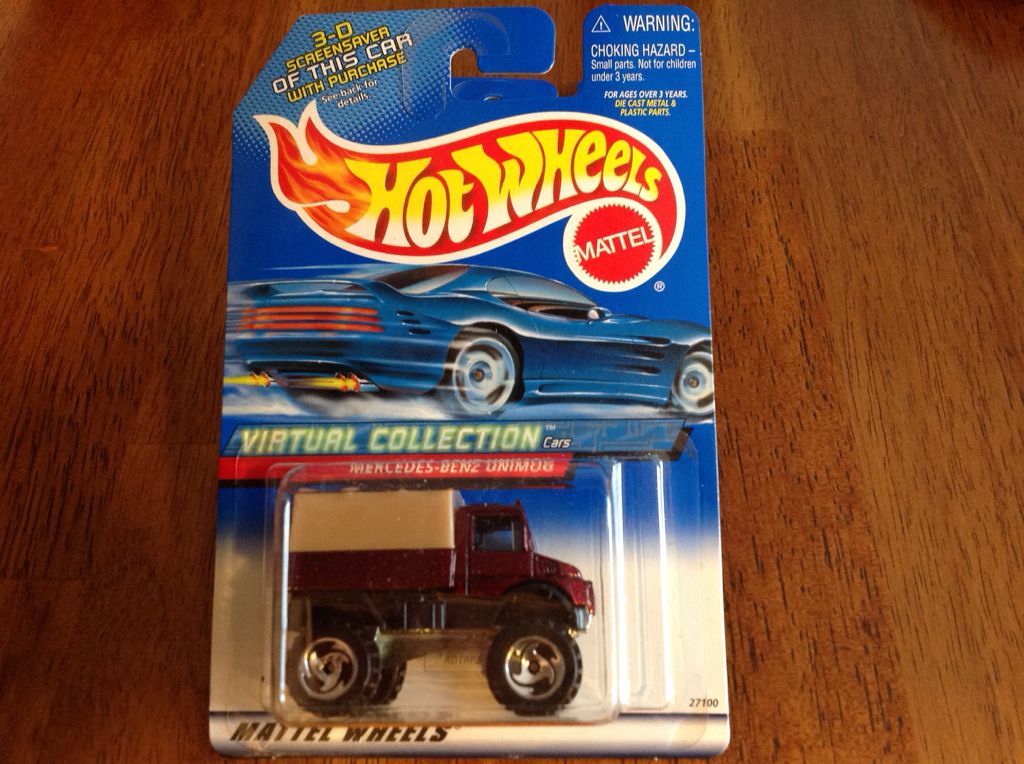 3-D
SCREENSAVER
OF THIS CAR
WITH PURCHASE
See back for
details.
⚠ WARNING:
CHOKING HAZARD –
Small parts. Not for children
under 3 years.
FOR AGES OVER 3 YEARS.
DIE CAST METAL &
PLASTIC PARTS.
HOT WHEELS
MATTEL
®
VIRTUAL COLLECTION™ Cars
MERCEDES-BENZ UNIMOG
27100
MATTEL WHEELS™